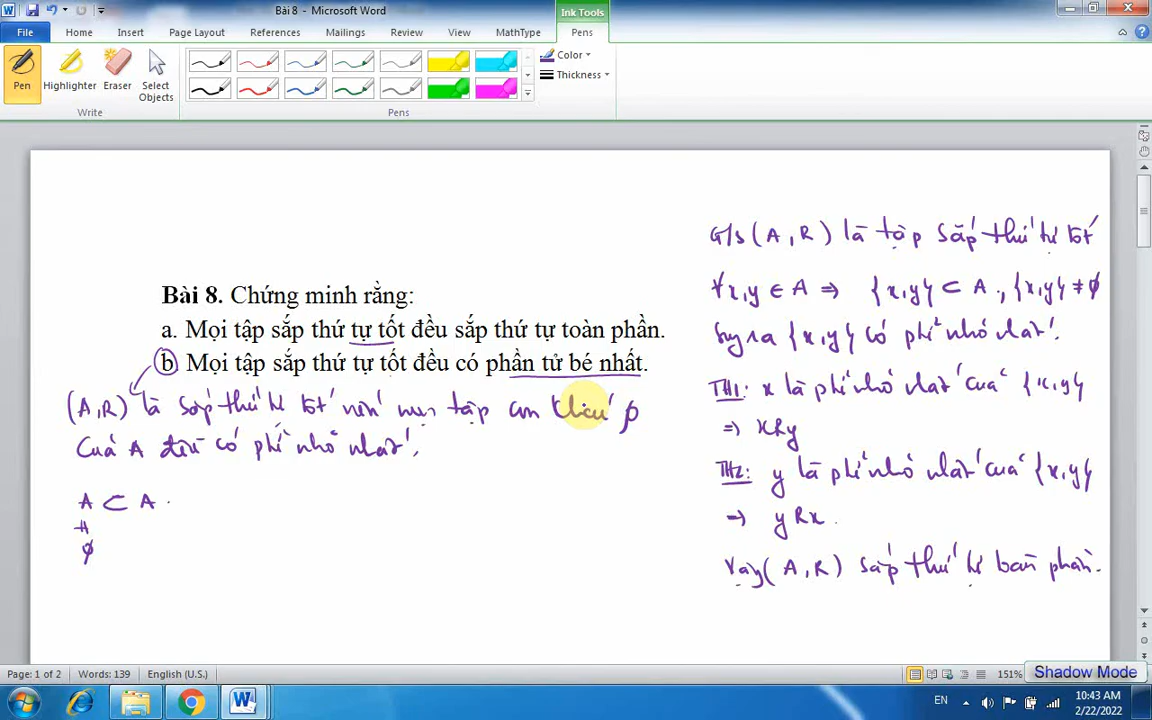 Bài 8 - Microsoft Word
Ink Tools
File Home Insert Page Layout References Mailings Review View MathType Pens
Pen Highlighter Eraser Select Objects
Color
Thickness
Write
Pens
Bài 8. Chứng minh rằng:
a. Mọi tập sắp thứ tự tốt đều sắp thứ tự toàn phần.
b. Mọi tập sắp thứ tự tốt đều có phần tử bé nhất.
(A,R) là sắp thứ tự tốt nên mọi tập con khác ∅
của A đều có pt nhỏ nhất.
A ⊂ A
≠
∅
G/s (A,R) là tập sắp thứ tự tốt
∀x,y ∈ A ⇒ {x,y} ⊂ A, {x,y} ≠ ∅
Suy ra {x,y} có pt nhỏ nhất.
TH1: x là pt nhỏ nhất của {x,y}
⇒ xRy
TH2: y là pt nhỏ nhất của {x,y}
⇒ yRx.
Vậy (A,R) sắp thứ tự toàn phần.
Page: 1 of 2 Words: 139 English (U.S.) 151% Shadow Mode
EN 10:43 AM
2/22/2022